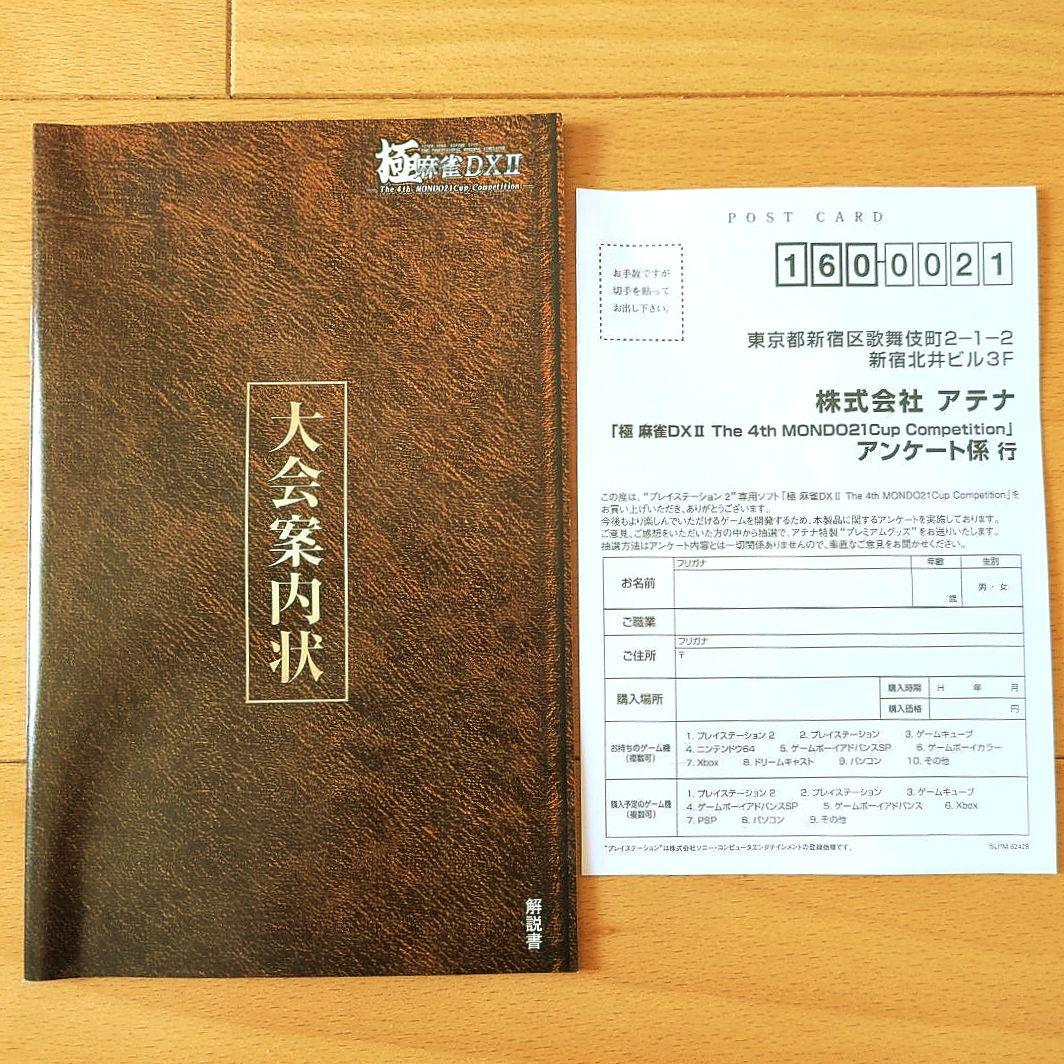 極 麻雀DXⅡ
The 4th MONDO21Cup Competition
大会案内状
解説書
POST CARD
お手数ですが
切手を貼って
お出し下さい。
160-0021
東京都新宿区歌舞伎町2-1-2
新宿北井ビル3F
株式会社 アテナ
「極 麻雀DXⅡ The 4th MONDO21Cup Competition」
アンケート係 行
この度は、“プレイステーション 2”専用ソフト「極 麻雀DXⅡ The 4th MONDO21Cup Competition」を
お買い上げいただき、ありがとうございます。
今後もより楽しんでいただけるゲームを開発するため、本製品に関するアンケートを実施しております。
ご意見、ご感想をいただいた方の中から抽選で、アテナ特製“プレミアムグッズ”をお送りいたします。
抽選方法はアンケート内容とは一切関係ありませんので、率直なご意見をお聞かせください。
お名前 フリガナ 年齢 歳 性別 男・女
ご職業
ご住所 フリガナ 〒
購入場所 購入時期 H 年 月
購入価格 円
お持ちのゲーム機
(複数可)
1. プレイステーション 2 2. プレイステーション 3. ゲームキューブ
4. ニンテンドウ64 5. ゲームボーイアドバンスSP 6. ゲームボーイカラー
7. Xbox 8. ドリームキャスト 9. パソコン 10. その他
購入予定のゲーム機
(複数可)
1. プレイステーション 2 2. プレイステーション 3. ゲームキューブ
4. ゲームボーイアドバンスSP 5. ゲームボーイアドバンス 6. Xbox
7. PSP 8. パソコン 9. その他
“プレイステーション”は株式会社ソニー・コンピュータエンタテインメントの登録商標です。
SLPM 62428